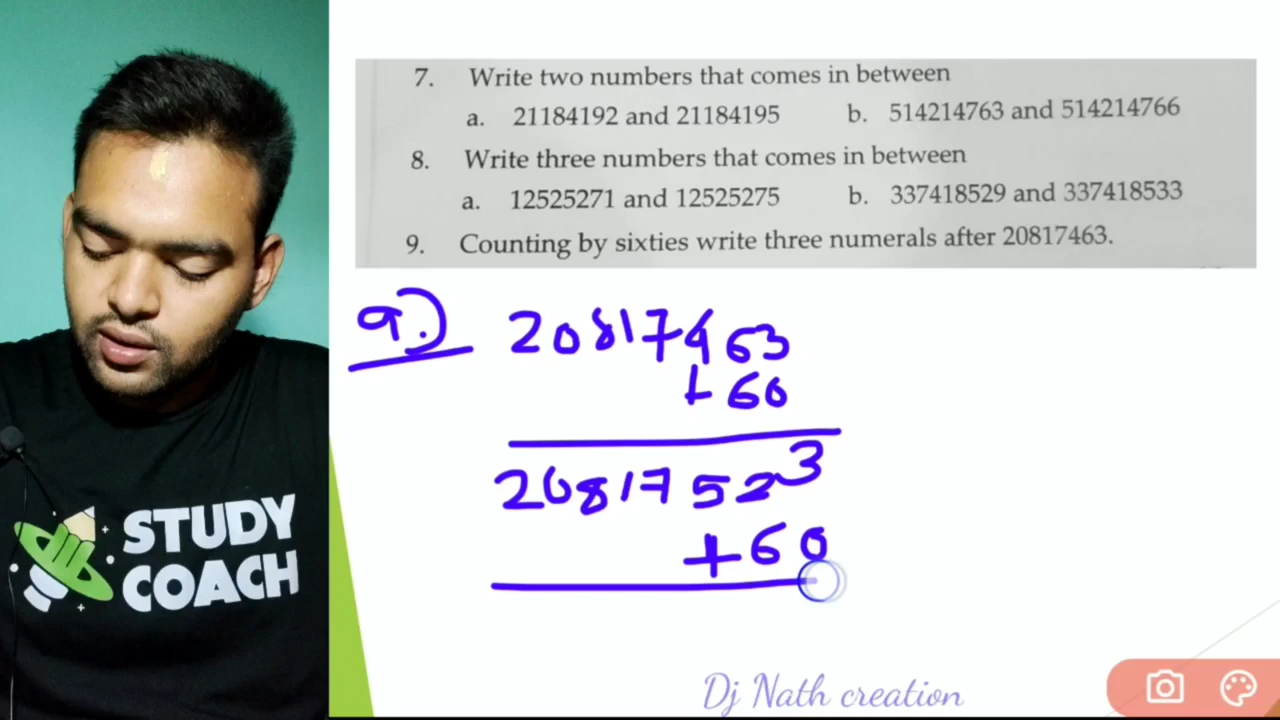 7. Write two numbers that comes in between
a. 21184192 and 21184195 b. 514214763 and 514214766
8. Write three numbers that comes in between
a. 12525271 and 12525275 b. 337418529 and 337418533
9. Counting by sixties write three numerals after 20817463.
9.) 20817463
+ 60
20817523
+ 60
STUDY
COACH
Dj Nath creation